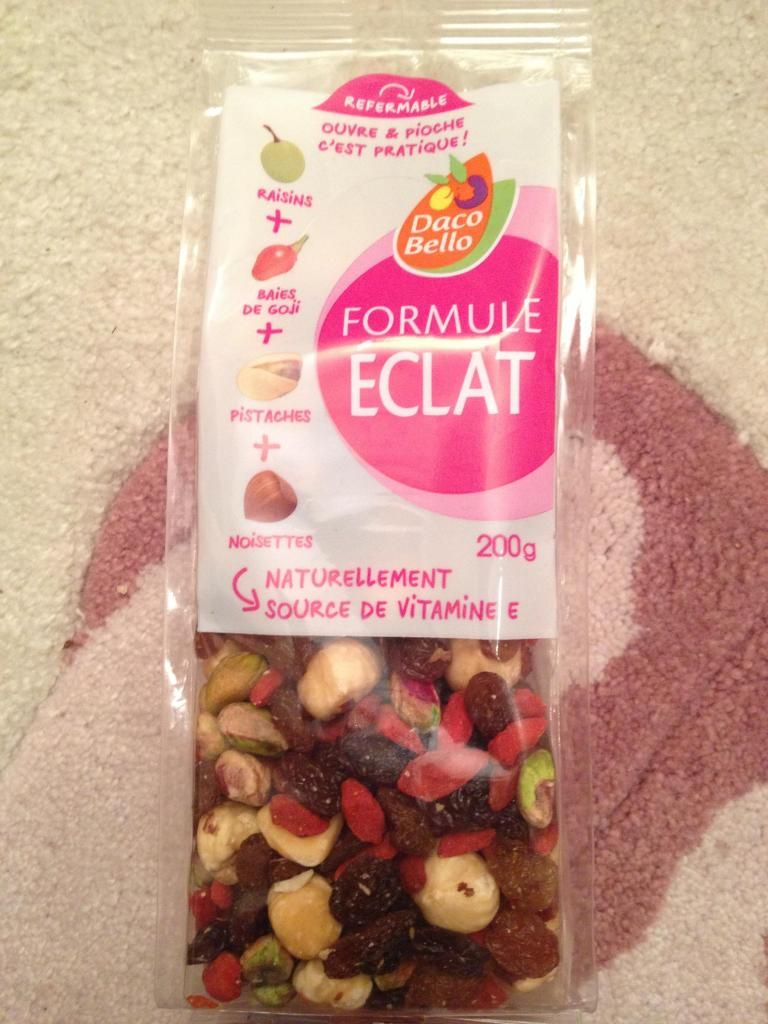 REFERMABLE
OUVRE & PIOCHE
C'EST PRATIQUE!
Daco
Bello
RAISINS
+
BAIES
DE GOJI
+
PISTACHES
+
NOISETTES
FORMULE
ECLAT
200g
NATURELLEMENT
SOURCE DE VITAMINE E